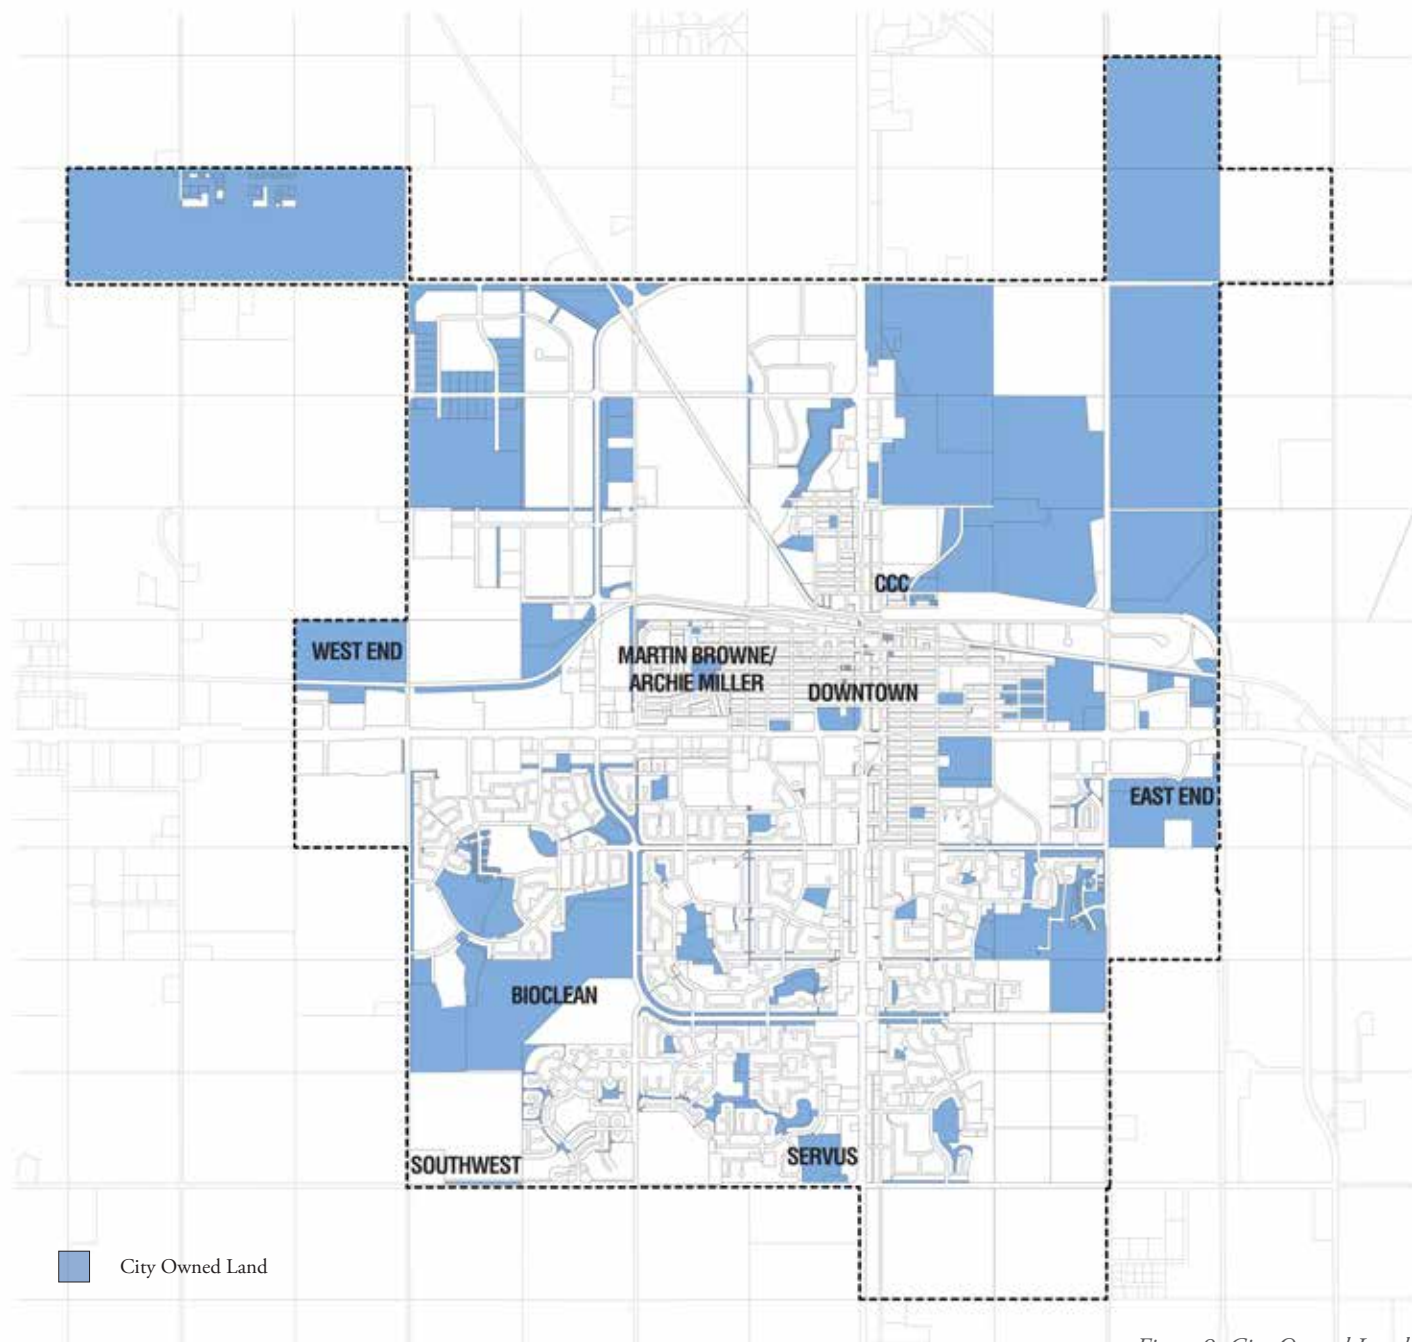 CCC
WEST END
MARTIN BROWNE/
ARCHIE MILLER
DOWNTOWN
EAST END
BIOCLEAN
SERVUS
SOUTHWEST
City Owned Land